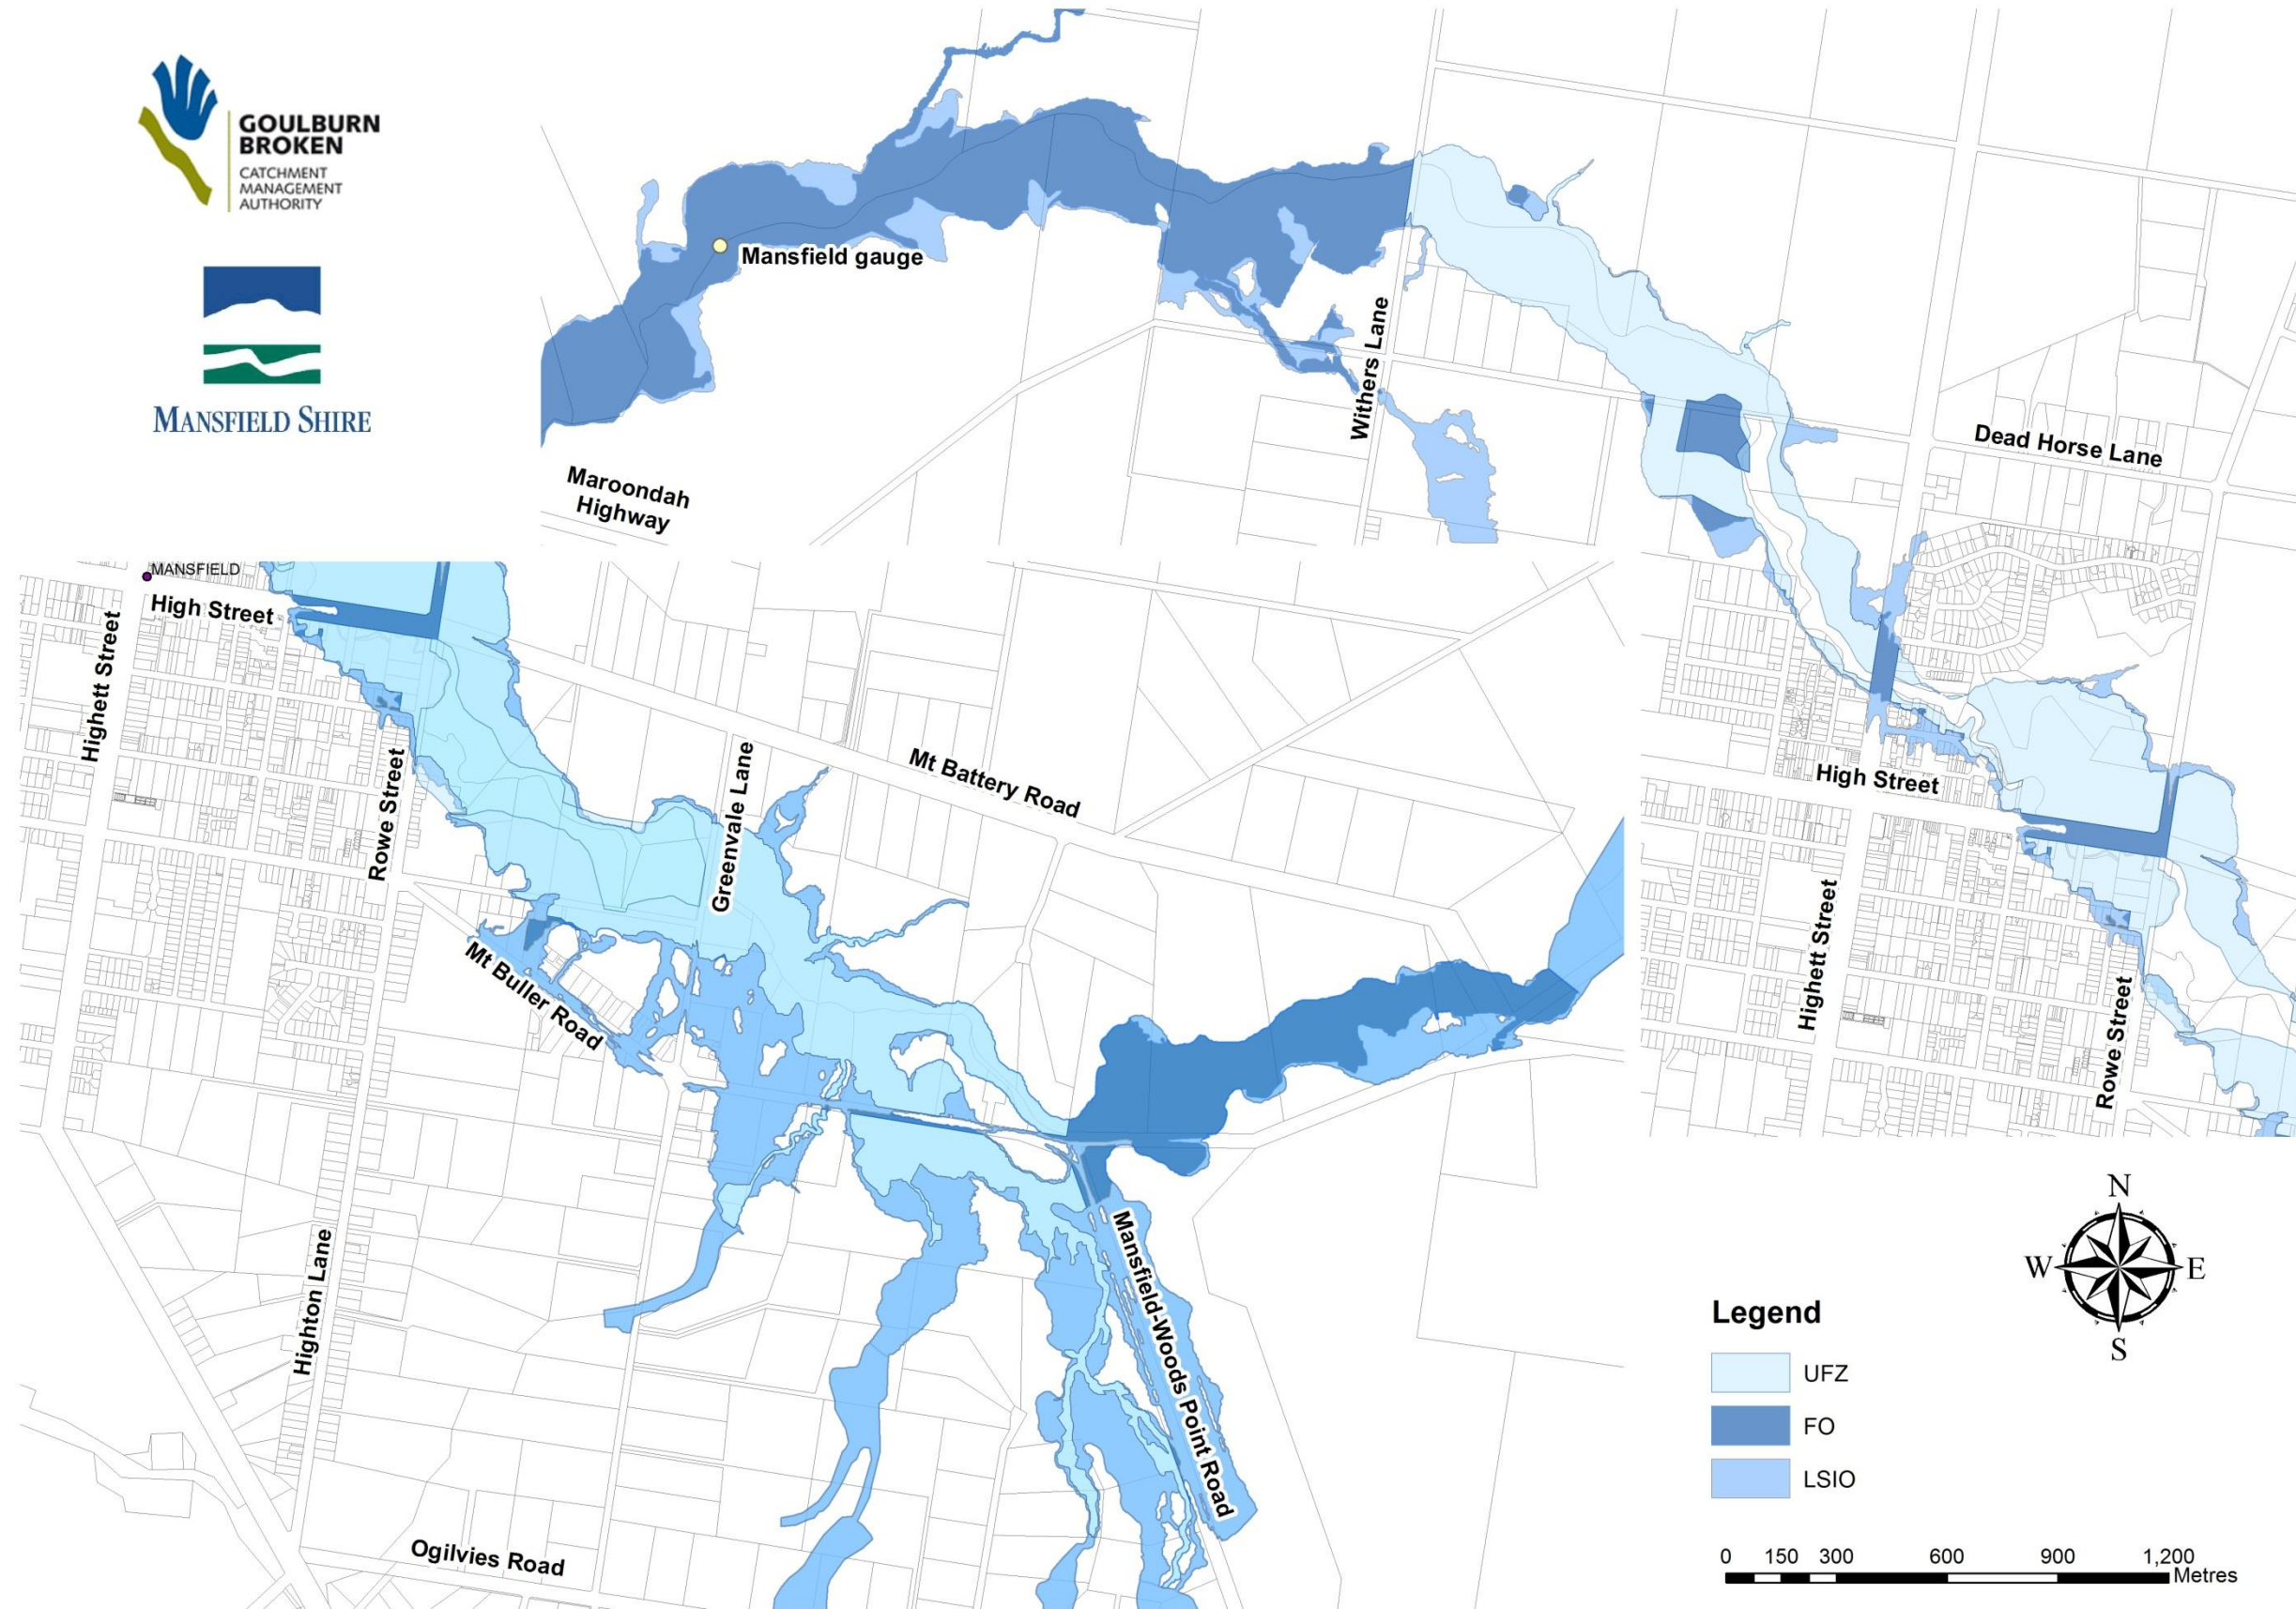 GOULBURN
BROKEN
CATCHMENT
MANAGEMENT
AUTHORITY
MANSFIELD SHIRE
Mansfield gauge
Withers Lane
Maroondah
Highway
Dead Horse Lane
High Street
Highett Street
Rowe Street
MANSFIELD
High Street
Highett Street
Rowe Street
Greenvale Lane
Mt Battery Road
Mt Buller Road
Mansfield-Woods Point Road
Highton Lane
Ogilvies Road
N
W
E
S
Legend
UFZ
FO
LSIO
0 150 300 600 900 1,200
Metres